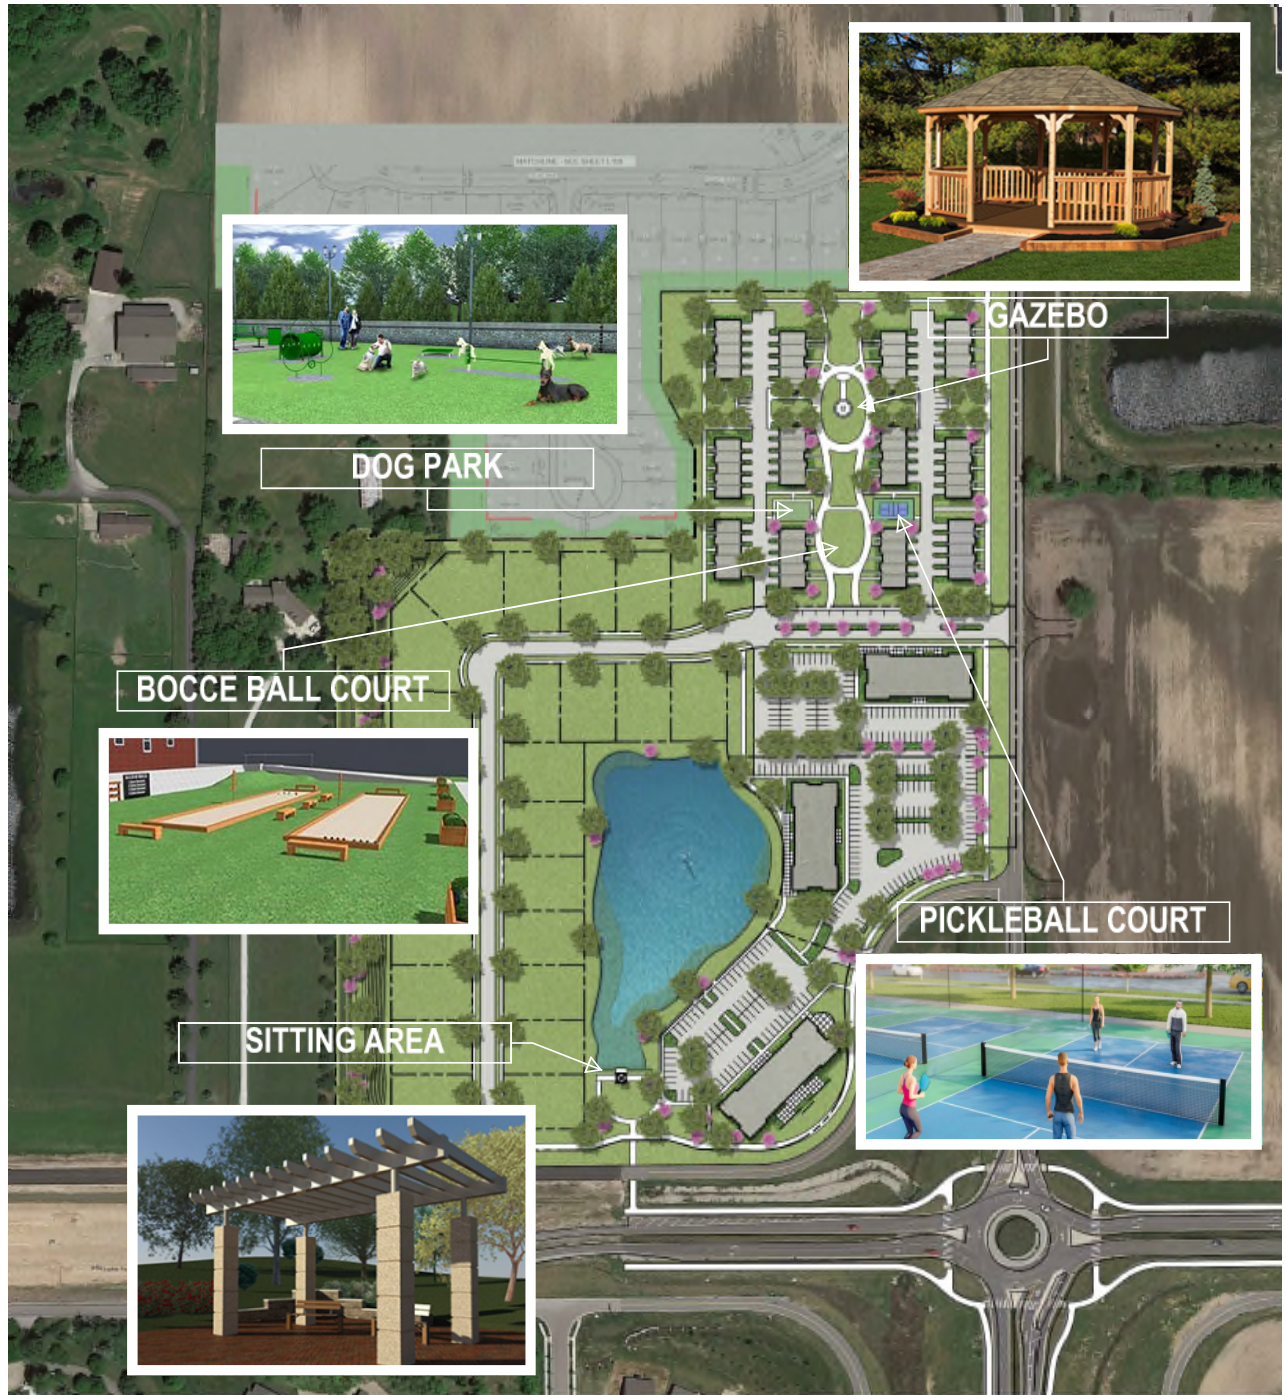 GAZEBO
DOG PARK
BOCCE BALL COURT
PICKLEBALL COURT
SITTING AREA